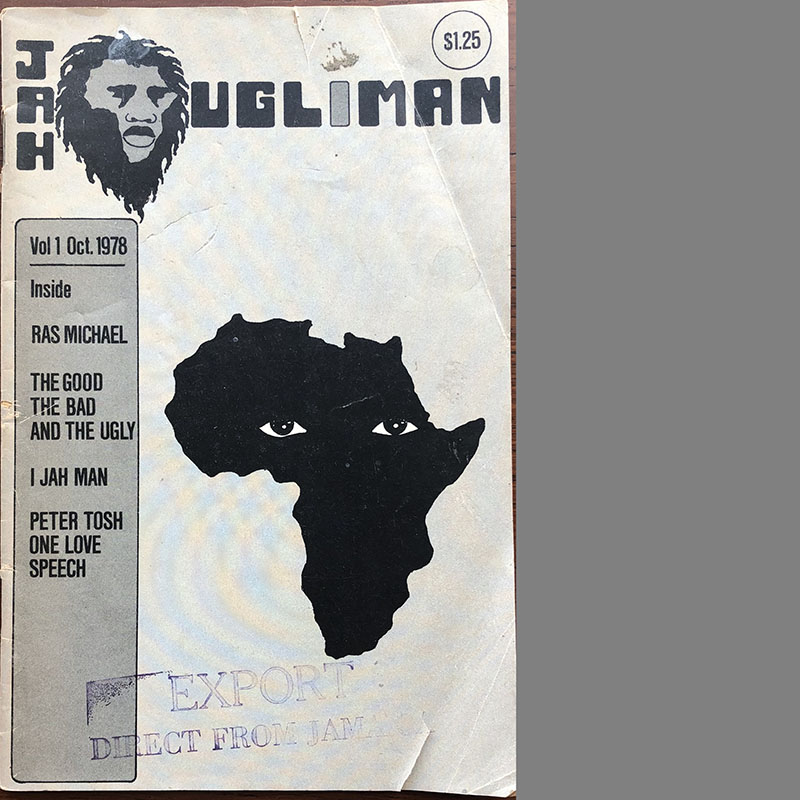 JAH UGLIMAN
$1.25
Vol 1 Oct. 1978
Inside
RAS MICHAEL
THE GOOD
THE BAD
AND THE UGLY
I JAH MAN
PETER TOSH
ONE LOVE
SPEECH
EXPORT
DIRECT FROM